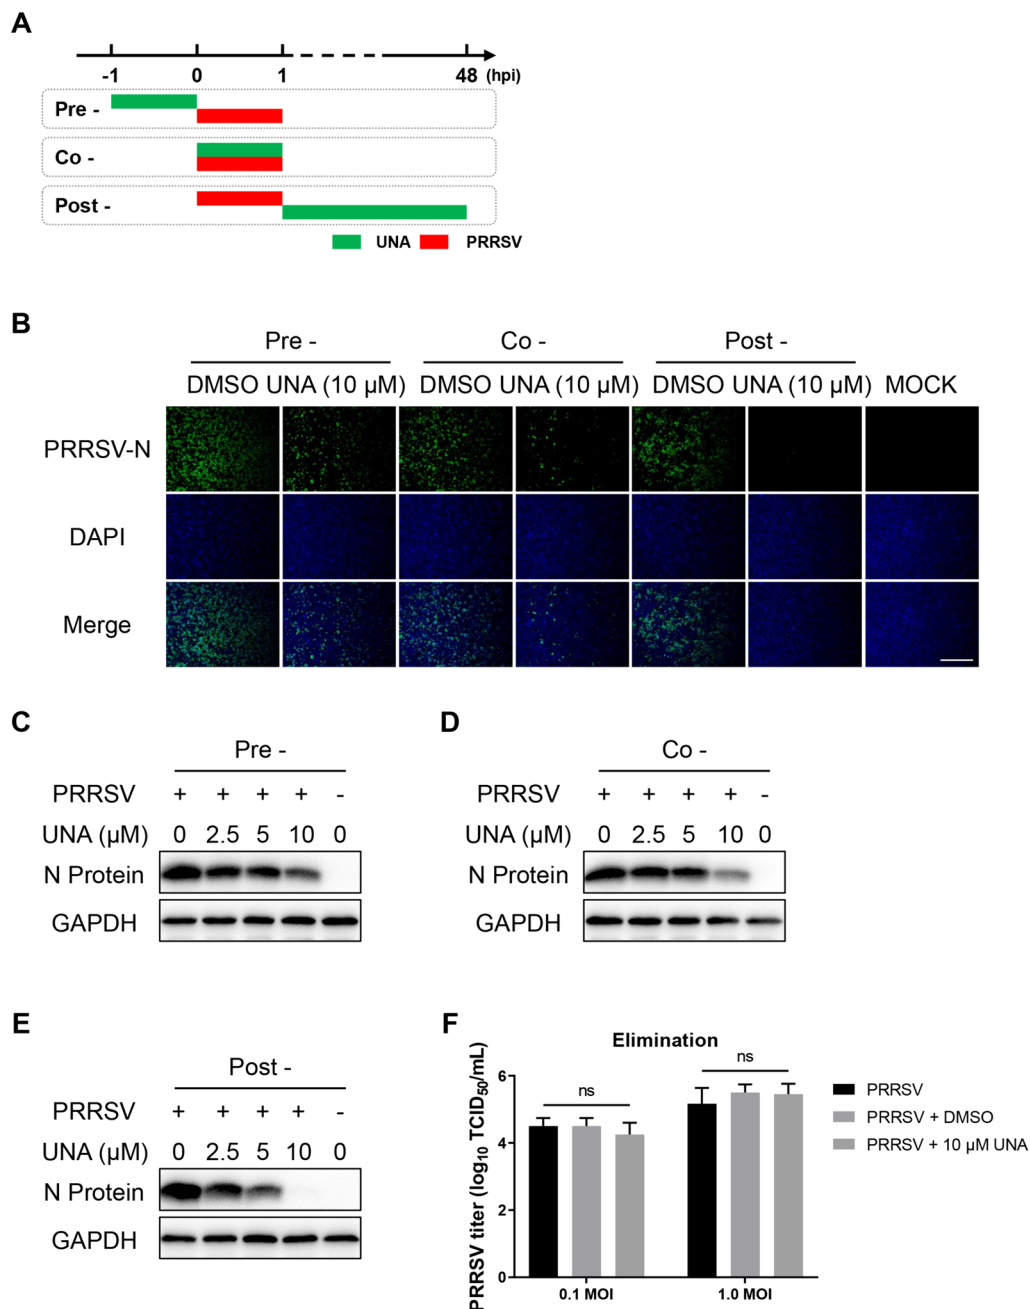 A
-1 0 1 48 (hpi)
Pre -
Co -
Post -
UNA PRRSV
B
Pre - Co - Post -
DMSO UNA (10 µM) DMSO UNA (10 µM) DMSO UNA (10 µM) MOCK
PRRSV-N
DAPI
Merge
C
Pre -
PRRSV + + + + -
UNA (µM) 0 2.5 5 10 0
N Protein
GAPDH
D
Co -
PRRSV + + + + -
UNA (µM) 0 2.5 5 10 0
N Protein
GAPDH
E
Post -
PRRSV + + + + -
UNA (µM) 0 2.5 5 10 0
N Protein
GAPDH
F
Elimination
PRRSV titer (log10 TCID50/mL)
6
4
2
0
ns
ns
0.1 MOI 1.0 MOI
PRRSV
PRRSV + DMSO
PRRSV + 10 µM UNA